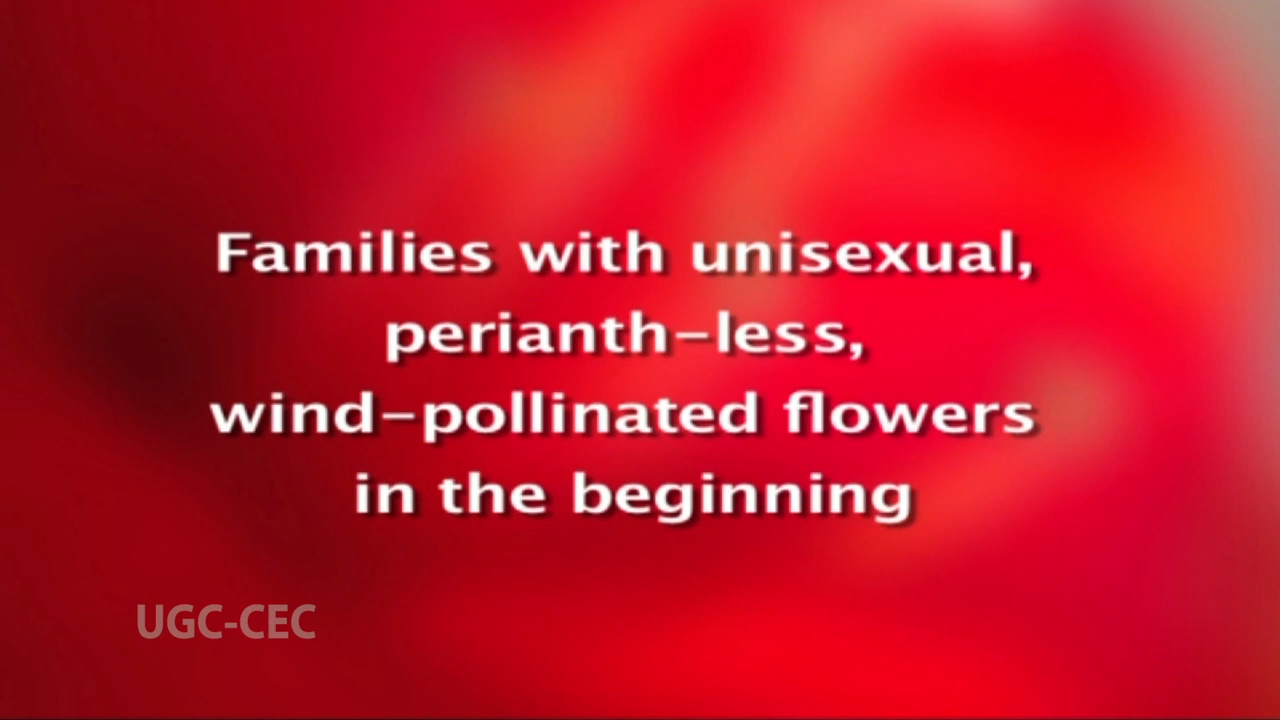 Families with unisexual,
perianth-less,
wind-pollinated flowers
in the beginning
UGC-CEC